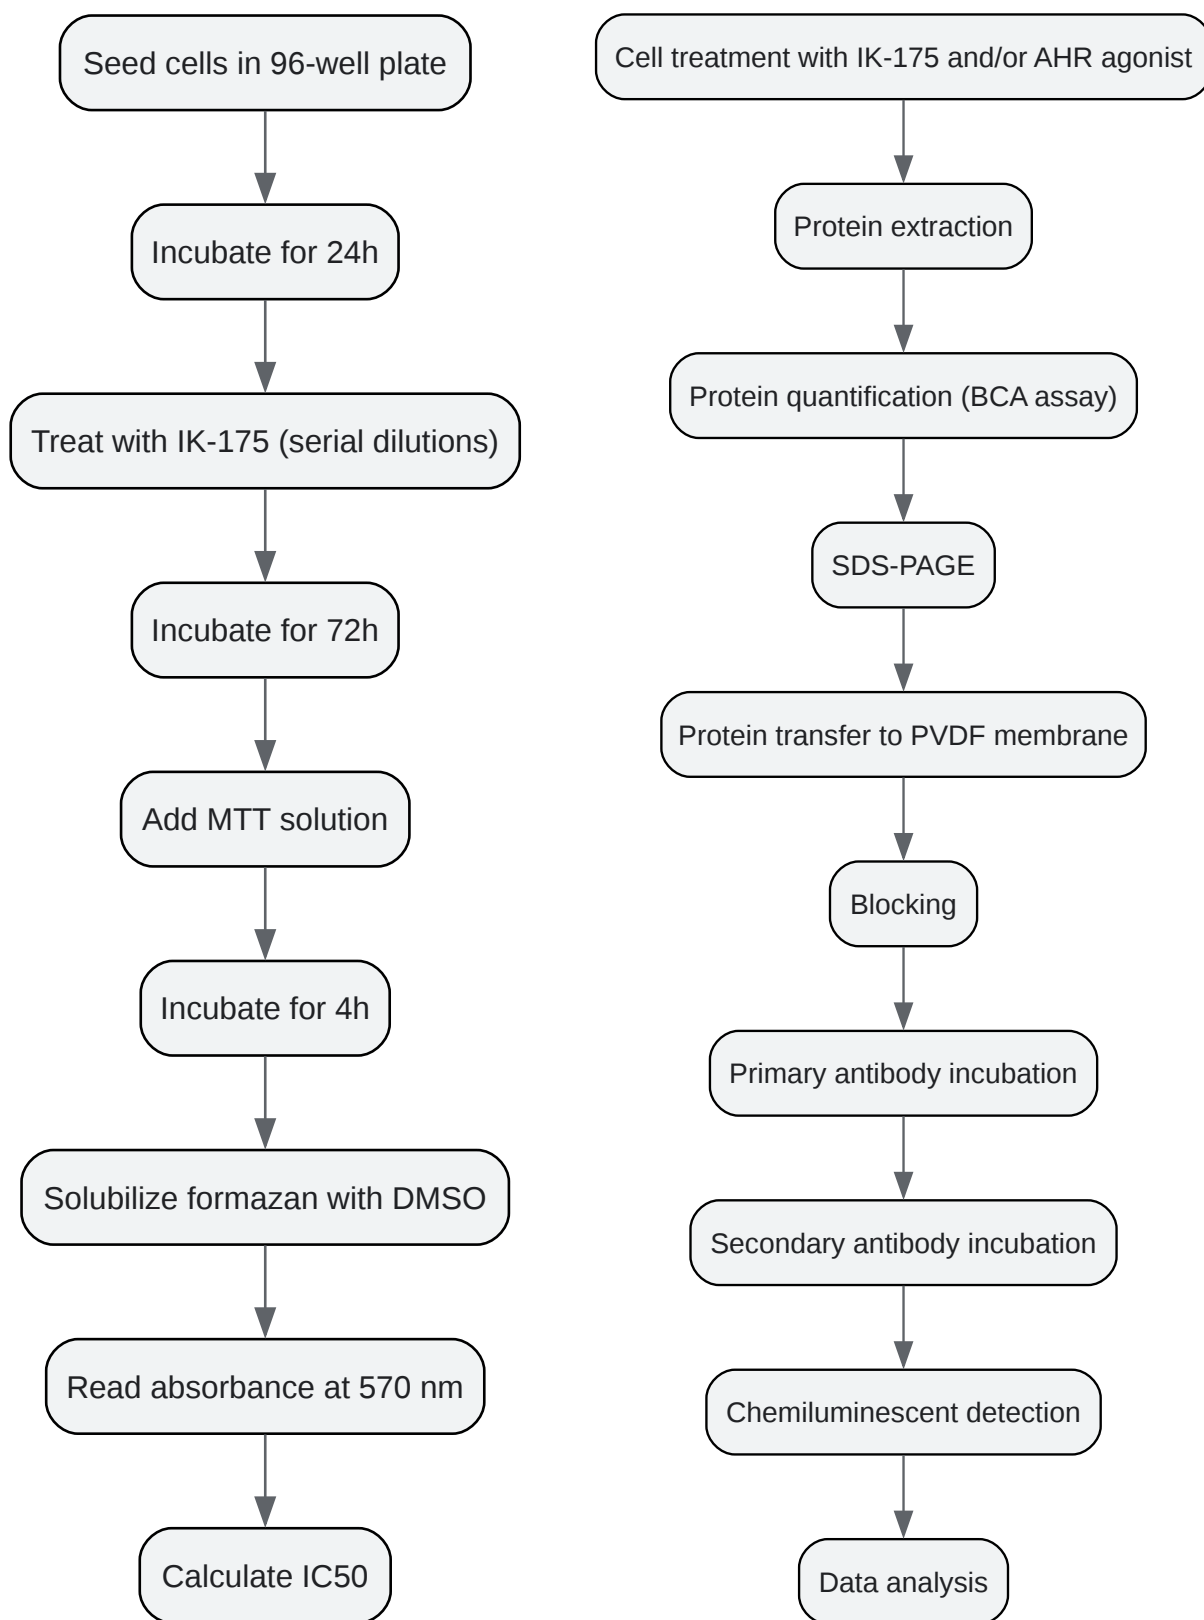 Seed cells in 96-well plate
Incubate for 24h
Treat with IK-175 (serial dilutions)
Incubate for 72h
Add MTT solution
Incubate for 4h
Solubilize formazan with DMSO
Read absorbance at 570 nm
Calculate IC50
Cell treatment with IK-175 and/or AHR agonist
Protein extraction
Protein quantification (BCA assay)
SDS-PAGE
Protein transfer to PVDF membrane
Blocking
Primary antibody incubation
Secondary antibody incubation
Chemiluminescent detection
Data analysis